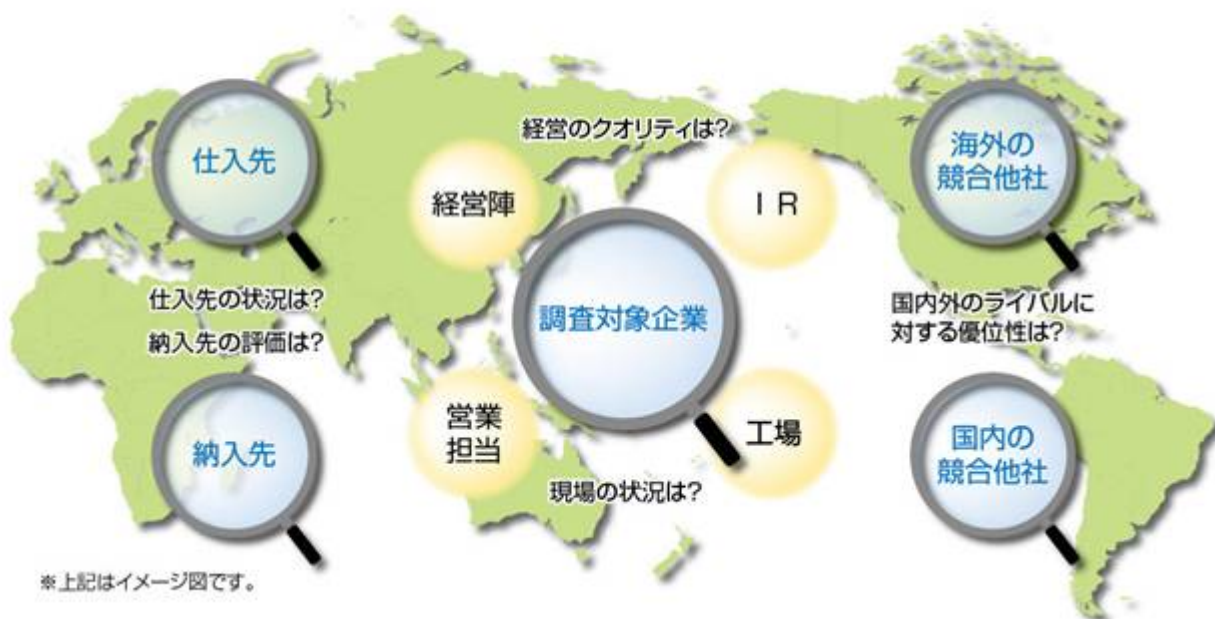 経営のクオリティは?
仕入先
経営陣
ＩＲ
海外の
競合他社
仕入先の状況は?
納入先の評価は?
調査対象企業
国内外のライバルに
対する優位性は?
納入先
営業
担当
工場
国内の
競合他社
現場の状況は?
※上記はイメージ図です。